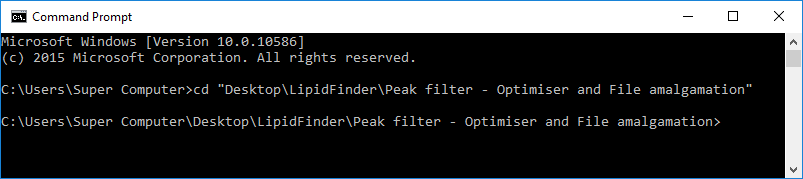 Command Prompt
Microsoft Windows [Version 10.0.10586]
(c) 2015 Microsoft Corporation. All rights reserved.
C:\Users\Super Computer>cd "Desktop\LipidFinder\Peak filter - Optimiser and File amalgamation"
C:\Users\Super Computer\Desktop\LipidFinder\Peak filter - Optimiser and File amalgamation>